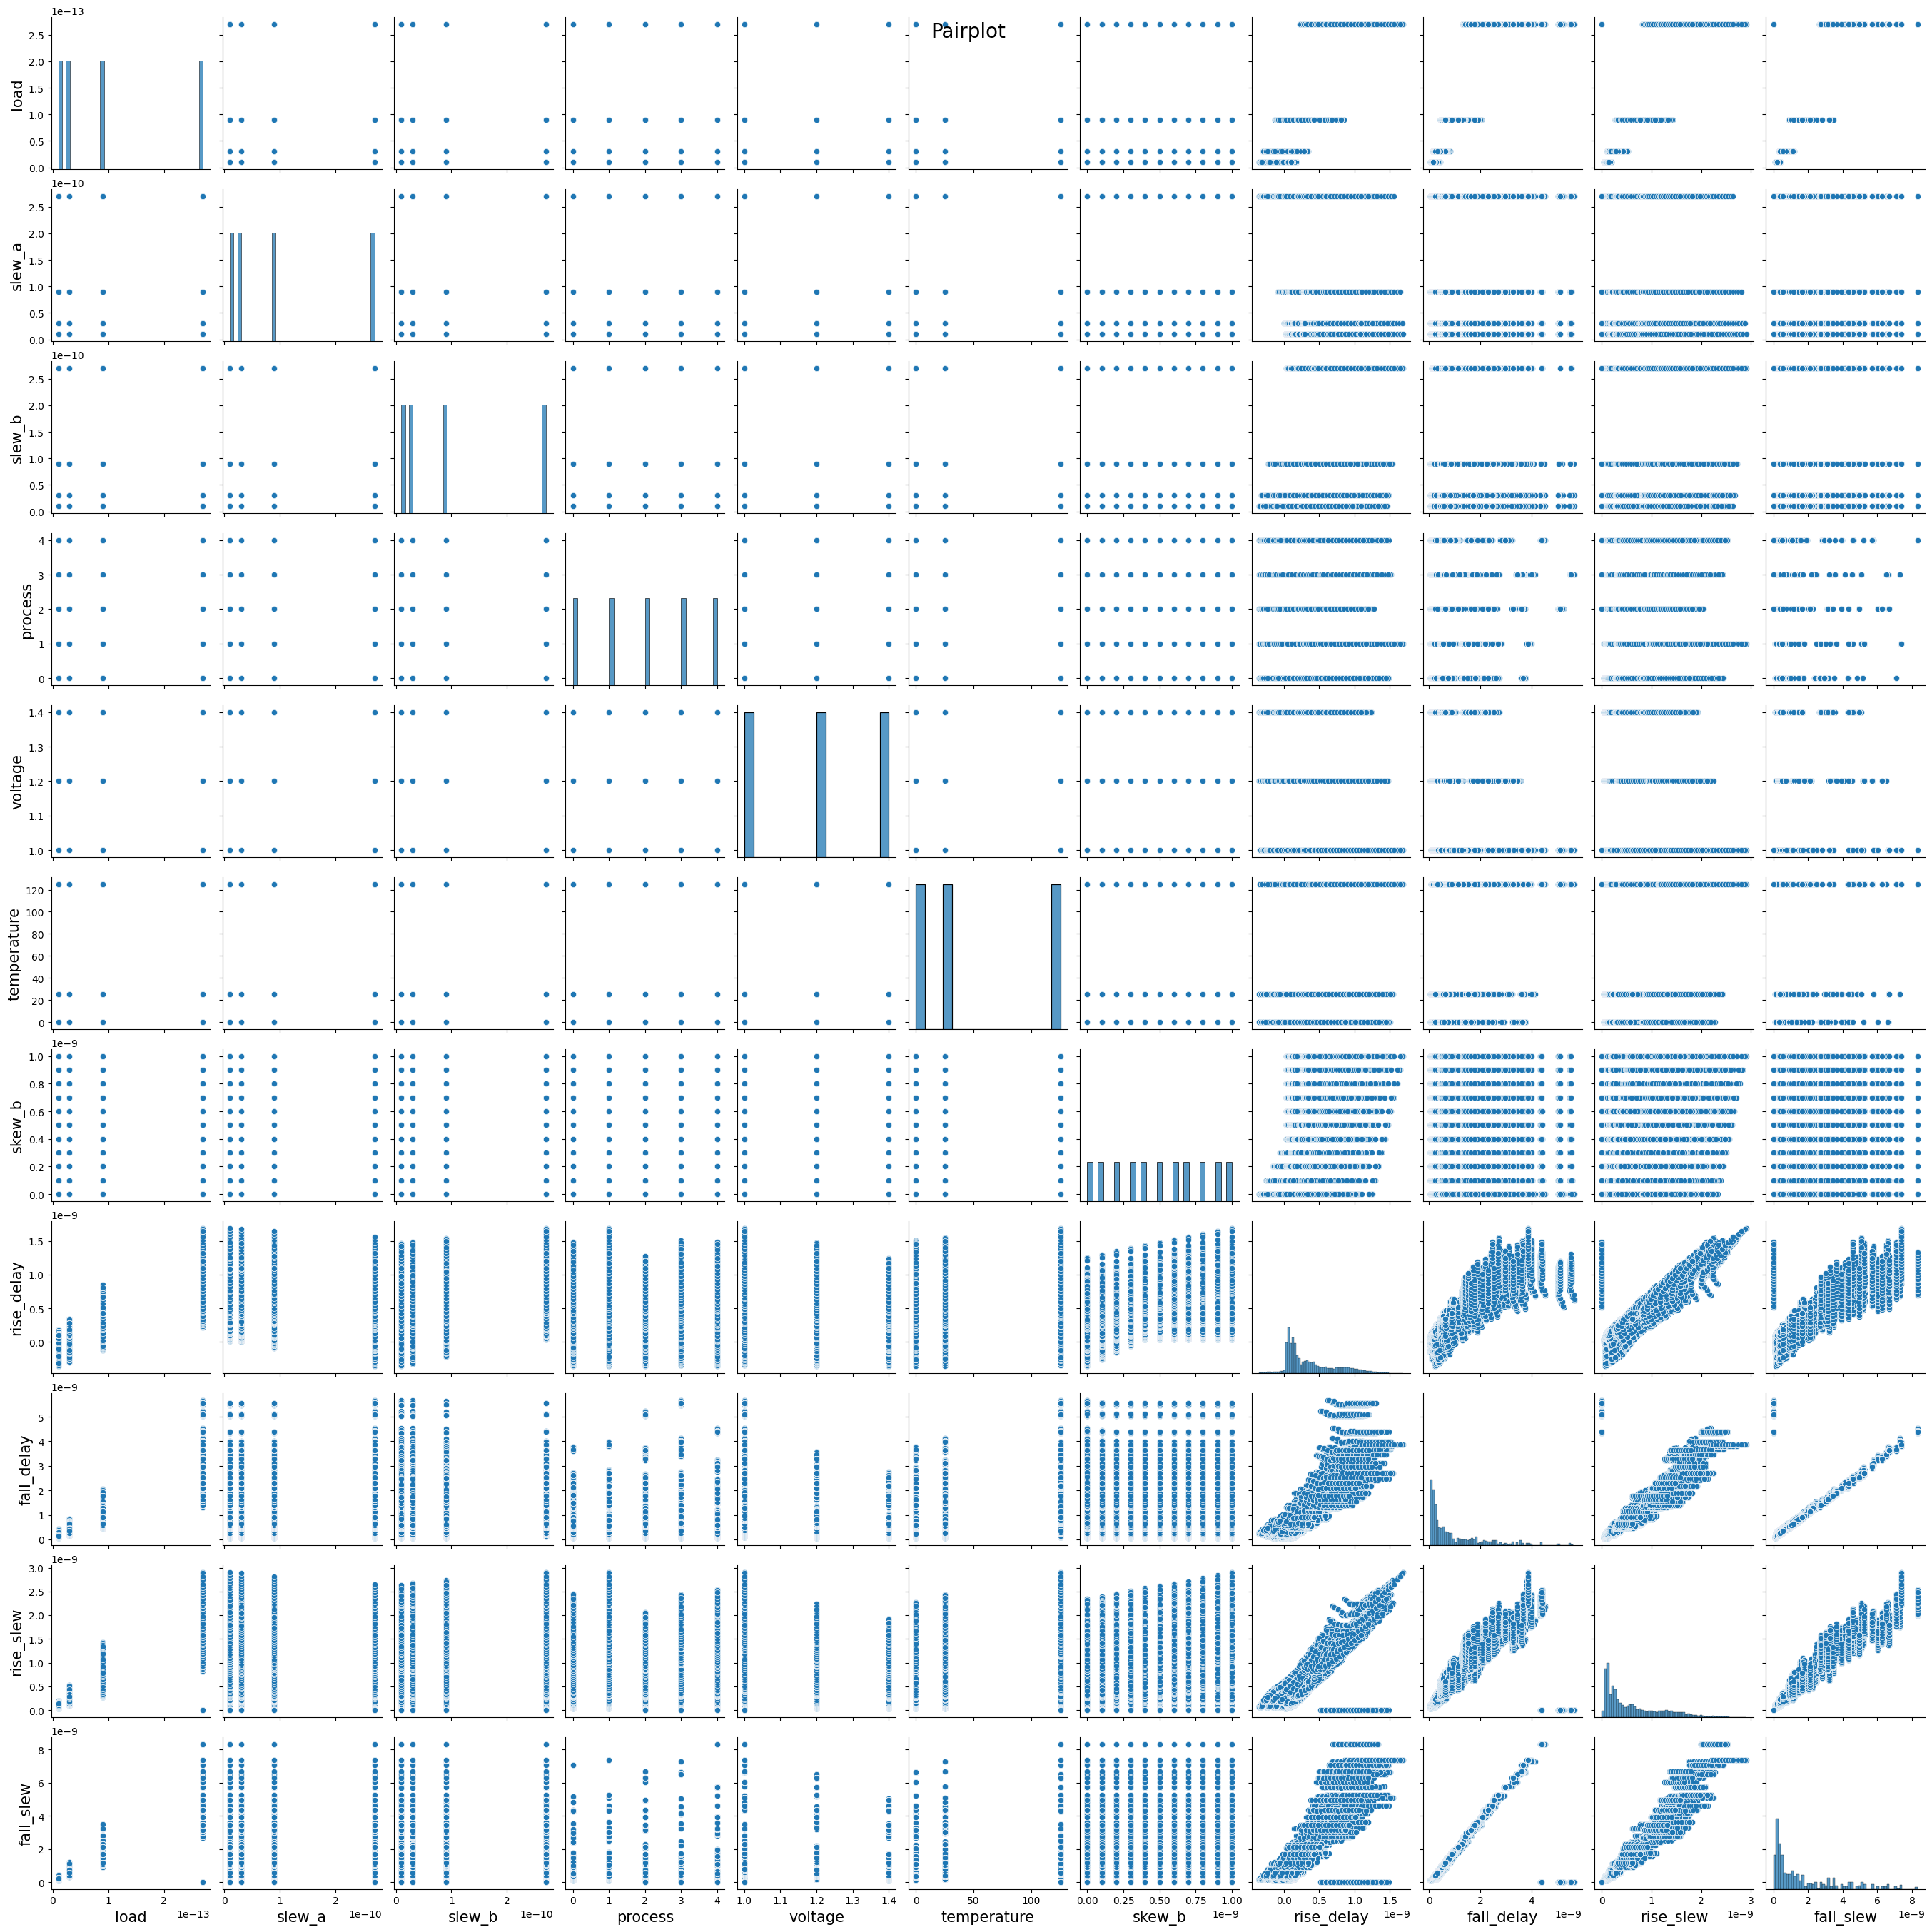 1e−13
Pairplot
2.5
2.0
1.5
1.0
0.5
0.0
load
1e−10
2.5
2.0
1.5
1.0
0.5
0.0
slew_a
1e−10
2.5
2.0
1.5
1.0
0.5
0.0
slew_b
4
3
2
1
0
process
1.4
1.3
1.2
1.1
1.0
voltage
120
100
80
60
40
20
0
temperature
1e−9
1.0
0.8
0.6
0.4
0.2
0.0
skew_b
1e−9
1.5
1.0
0.5
0.0
rise_delay
1e−9
5
4
3
2
1
0
fall_delay
1e−9
3.0
2.5
2.0
1.5
1.0
0.5
0.0
rise_slew
1e−9
8
6
4
2
0
fall_slew
0 1 2 0 1 2 0 1 2 0 1 2 3 4 1.0 1.1 1.2 1.3 1.4 0 50 100 0.00 0.25 0.50 0.75 1.00 0.0 0.5 1.0 1.5 0 2 4 0 1 2 3 0 2 4 6 8
load 1e−13 slew_a 1e−10 slew_b 1e−10 process voltage temperature skew_b 1e−9 rise_delay 1e−9 fall_delay 1e−9 rise_slew 1e−9 fall_slew 1e−9